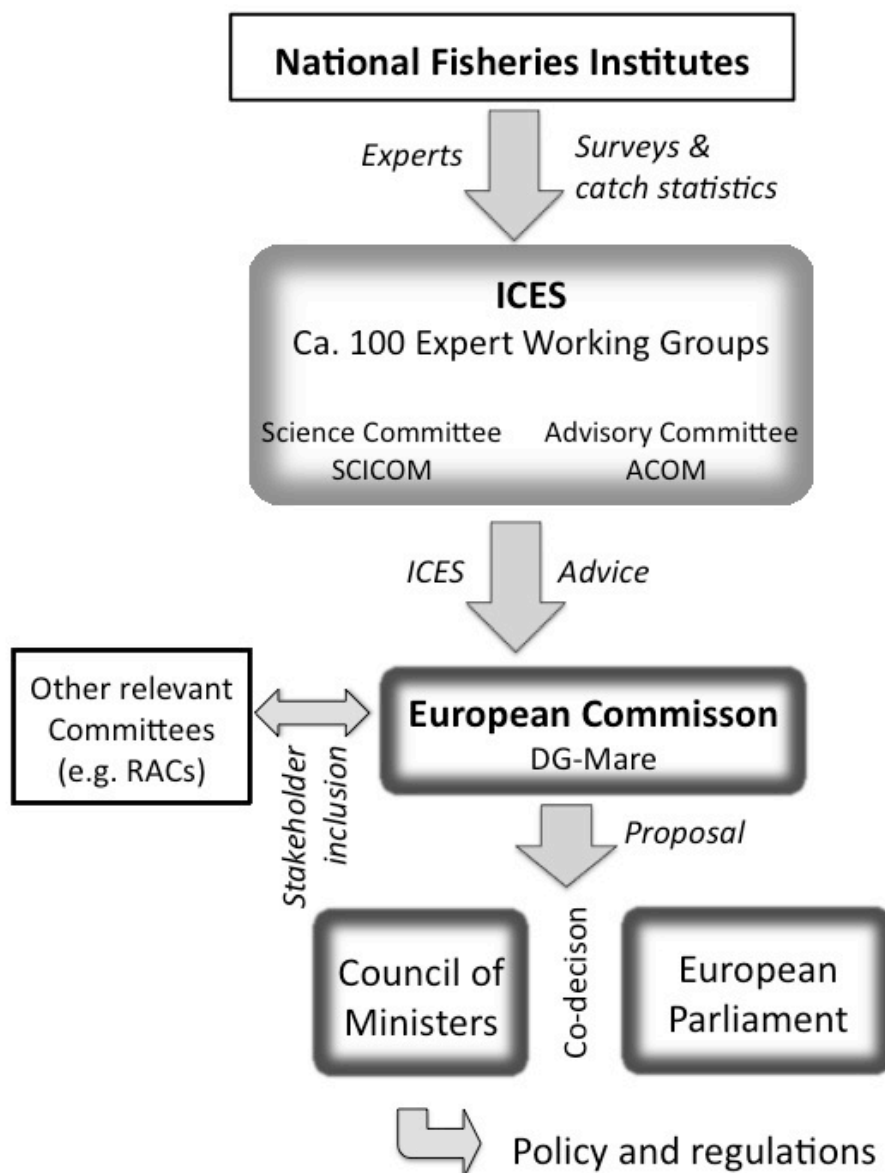 National Fisheries Institutes
Experts
Surveys &
catch statistics
ICES
Ca. 100 Expert Working Groups
Science Committee
SCICOM
Advisory Committee
ACOM
ICES
Advice
Other relevant
Committees
(e.g. RACs)
Stakeholder
inclusion
European Commisson
DG-Mare
Proposal
Council of
Ministers
Co-decison
European
Parliament
Policy and regulations